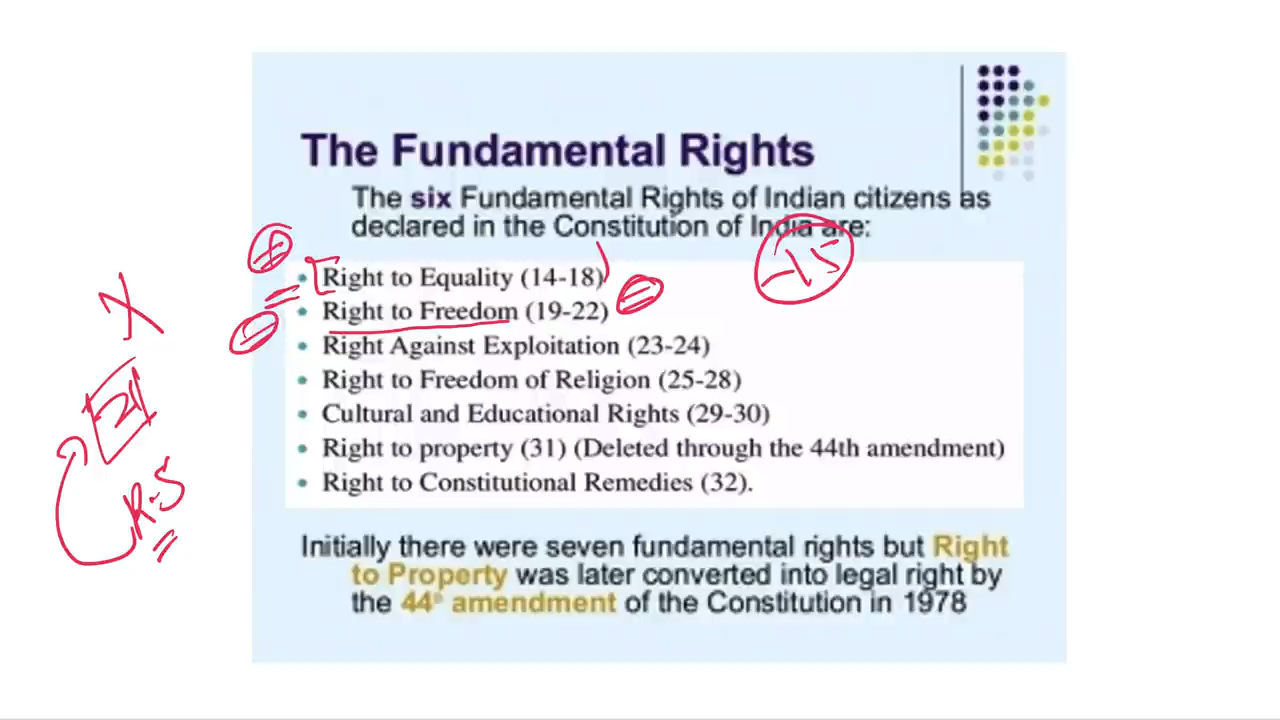 The Fundamental Rights
The six Fundamental Rights of Indian citizens as
declared in the Constitution of India are:
-15
• Right to Equality (14-18)
• Right to Freedom (19-22)
• Right Against Exploitation (23-24)
• Right to Freedom of Religion (25-28)
• Cultural and Educational Rights (29-30)
• Right to property (31) (Deleted through the 44th amendment)
• Right to Constitutional Remedies (32).
X
21
R.S
Initially there were seven fundamental rights but Right
to Property was later converted into legal right by
the 44º amendment of the Constitution in 1978